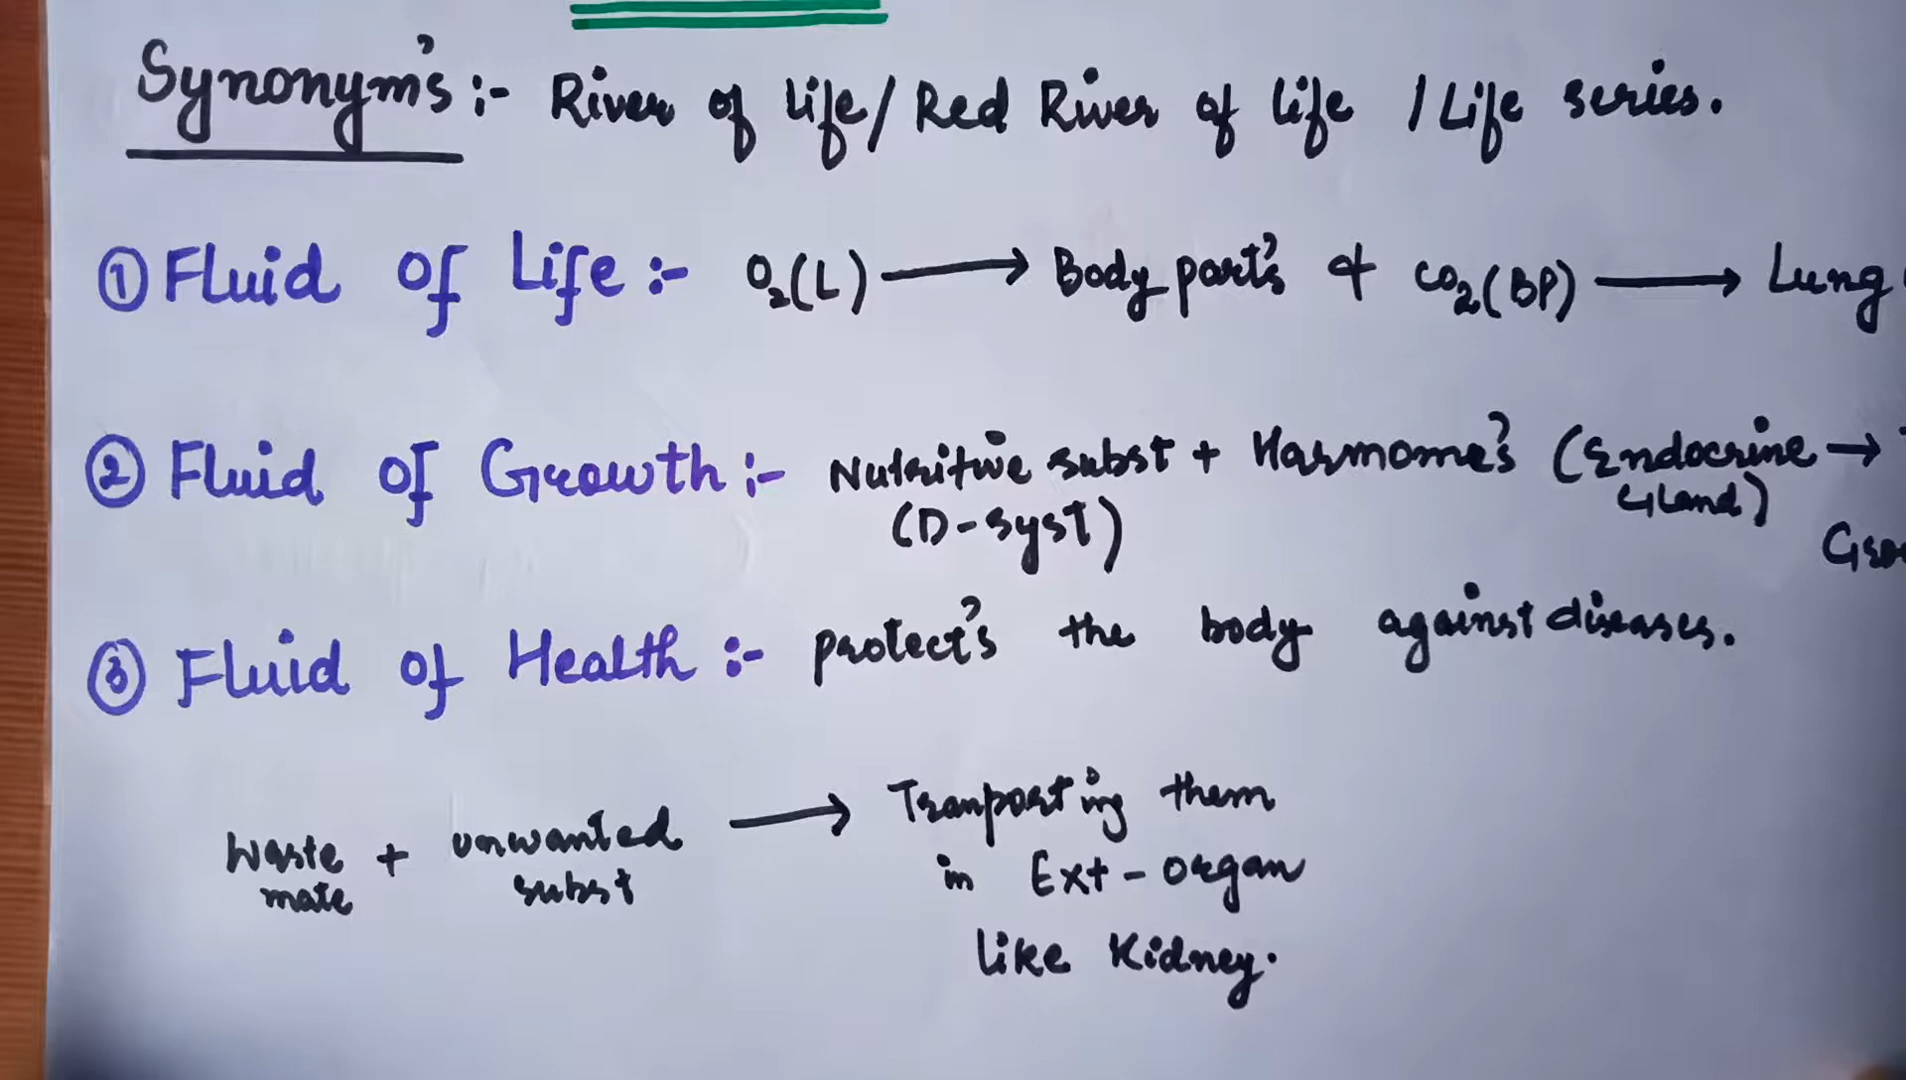 Synonym's :- River of life/Red River of life / Life series.
① Fluid of Life :- O₂(L) ⟶ Body part's & CO₂(BP) ⟶ Lung
② Fluid of Growth :- Nutritive subst + Harmome's (Endocrine →
(D-syst) Gland)
③ Fluid of Health :- protect's the body against diseases.
Waste + unwanted ⟶ Tranporting them
mate subst in Ext-organ
like Kidney.